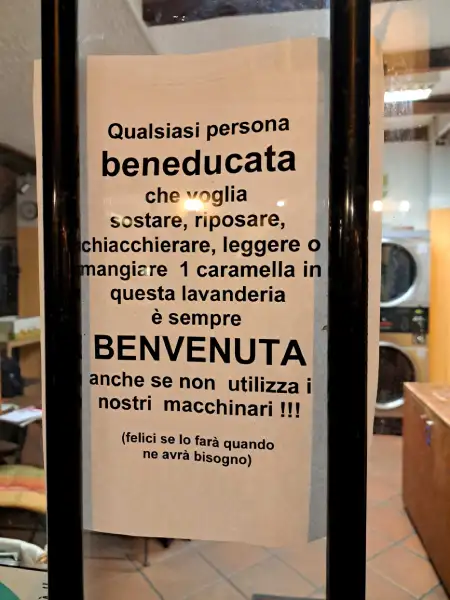 Qualsiasi persona
beneducata
che voglia
sostare, riposare,
chiacchierare, leggere o
mangiare 1 caramella in
questa lavanderia
è sempre
BENVENUTA
anche se non utilizza i
nostri macchinari !!!
(felici se lo farà quando
ne avrà bisogno)